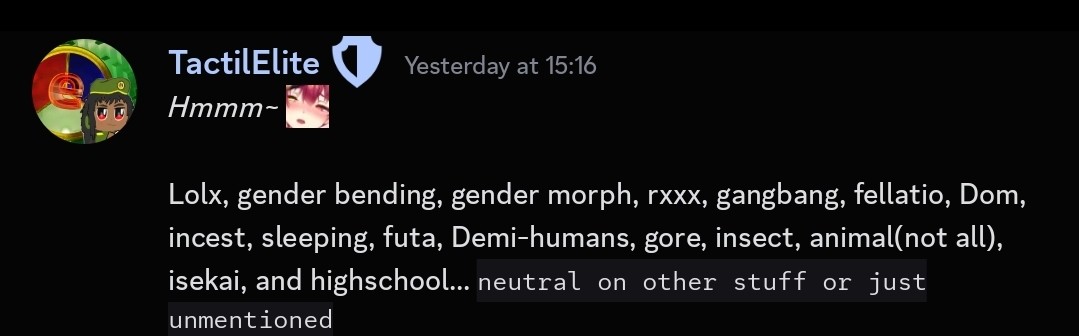 TactilElite Yesterday at 15:16
Hmmm~
Lolx, gender bending, gender morph, rxxx, gangbang, fellatio, Dom,
incest, sleeping, futa, Demi-humans, gore, insect, animal(not all),
isekai, and highschool... neutral on other stuff or just
unmentioned